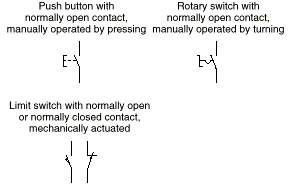 Push button with
normally open contact,
manually operated by pressing
Rotary switch with
normally open contact,
manually operated by turning
Limit switch with normally open
or normally closed contact,
mechanically actuated